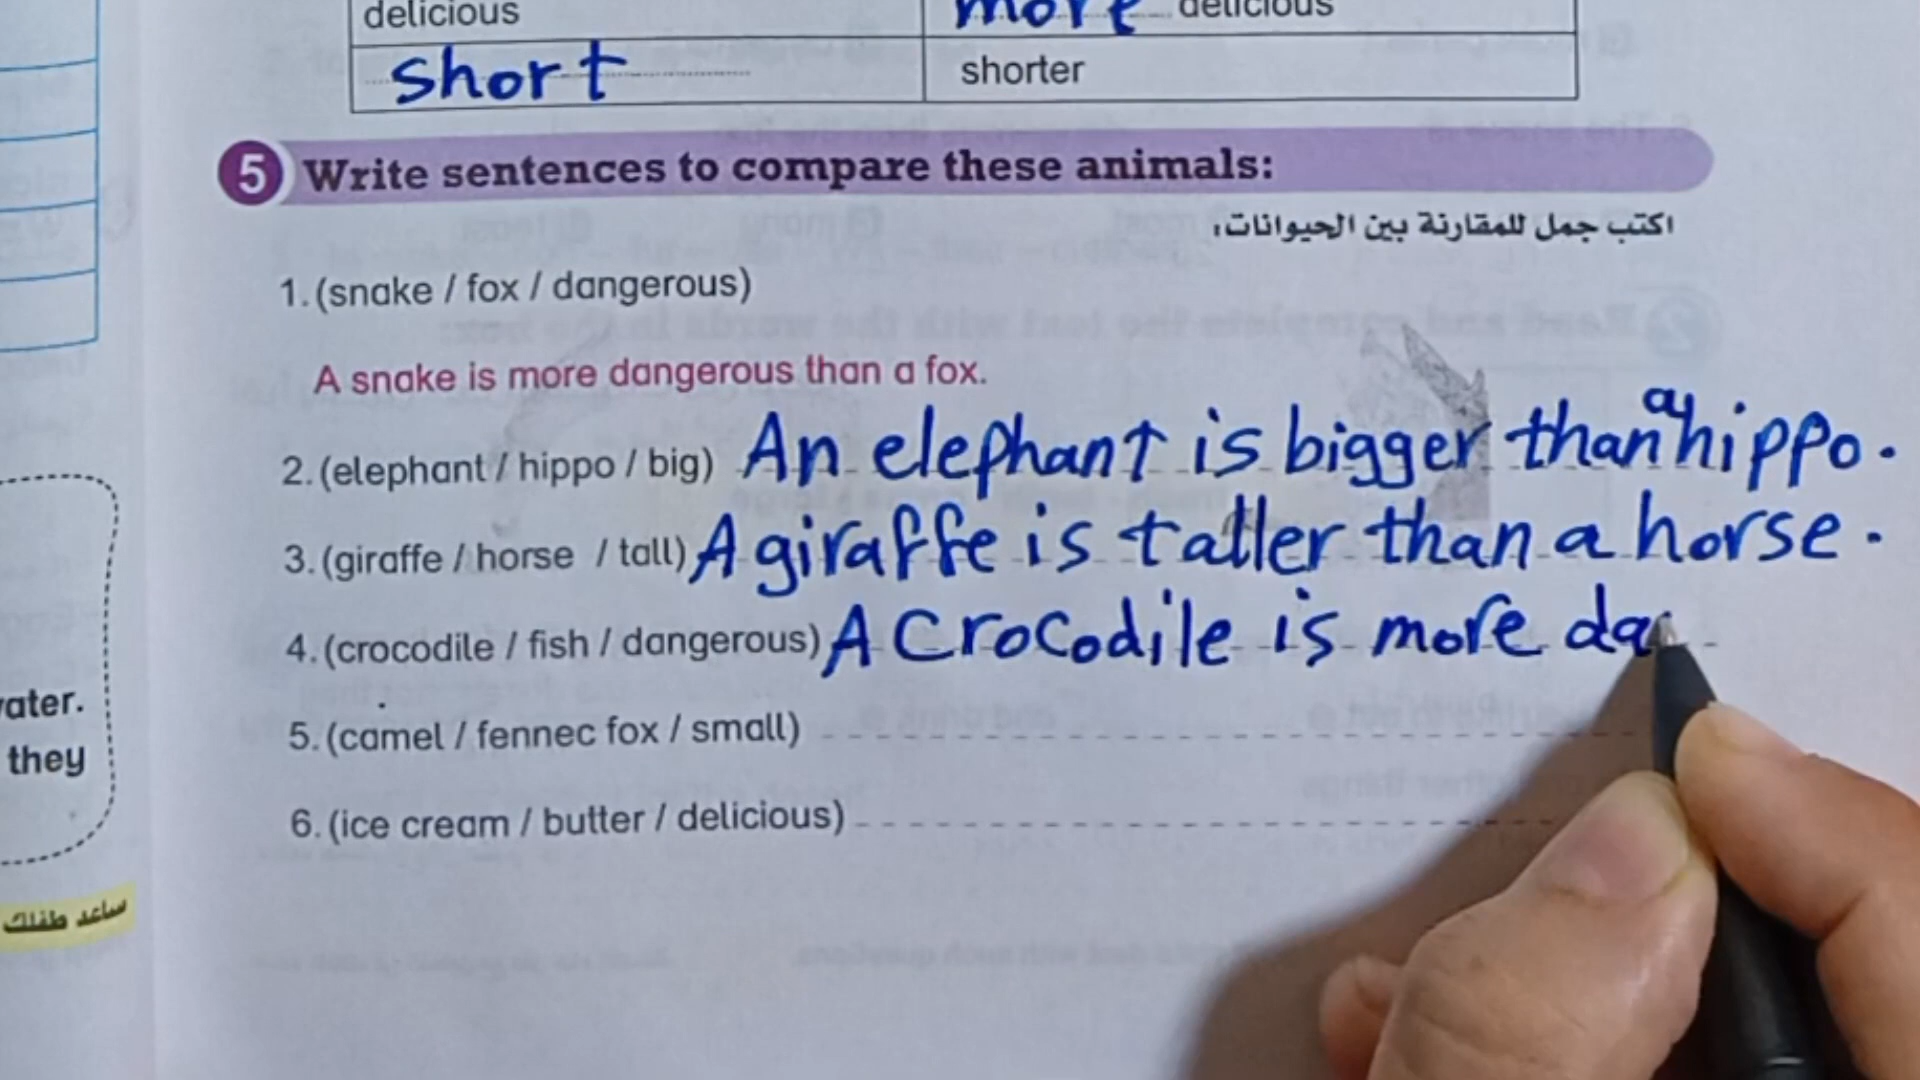 delicious more delicious
short shorter
5 Write sentences to compare these animals:
اكتب جمل للمقارنة بين الحيوانات:
1. (snake / fox / dangerous)
A snake is more dangerous than a fox.
2. (elephant / hippo / big) An elephant is bigger than a hippo.
3. (giraffe / horse / tall) A giraffe is taller than a horse.
4. (crocodile / fish / dangerous) A Crocodile is more da
5. (camel / fennec fox / small)
6. (ice cream / butter / delicious)
ater.
they
ساعد طفلك